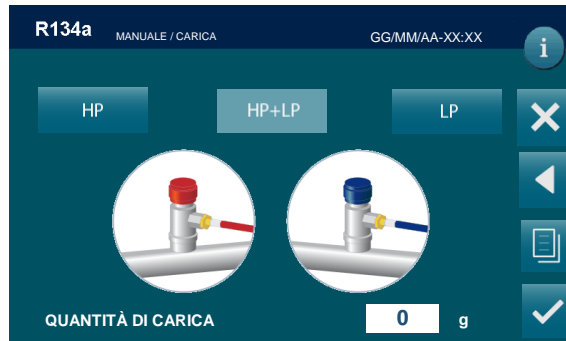 R134a MANUALE / CARICA GG/MM/AA-XX:XX
i
HP HP+LP LP
QUANTITÀ DI CARICA 0 g